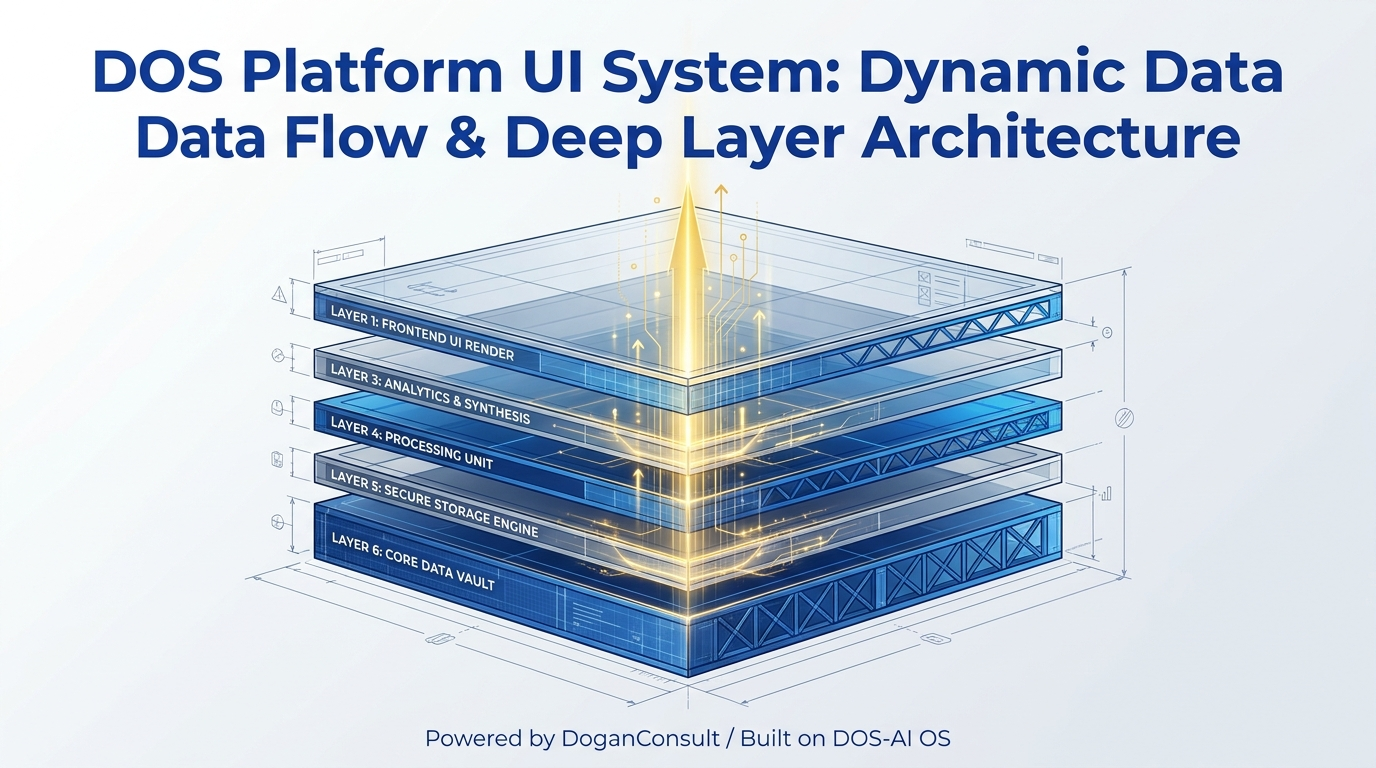 DOS Platform UI System: Dynamic Data
Data Flow & Deep Layer Architecture
LAYER 1: FRONTEND UI RENDER
LAYER 3: ANALYTICS & SYNTHESIS
LAYER 4: PROCESSING UNIT
LAYER 5: SECURE STORAGE ENGINE
LAYER 6: CORE DATA VAULT
Powered by DoganConsult / Built on DOS-AI OS